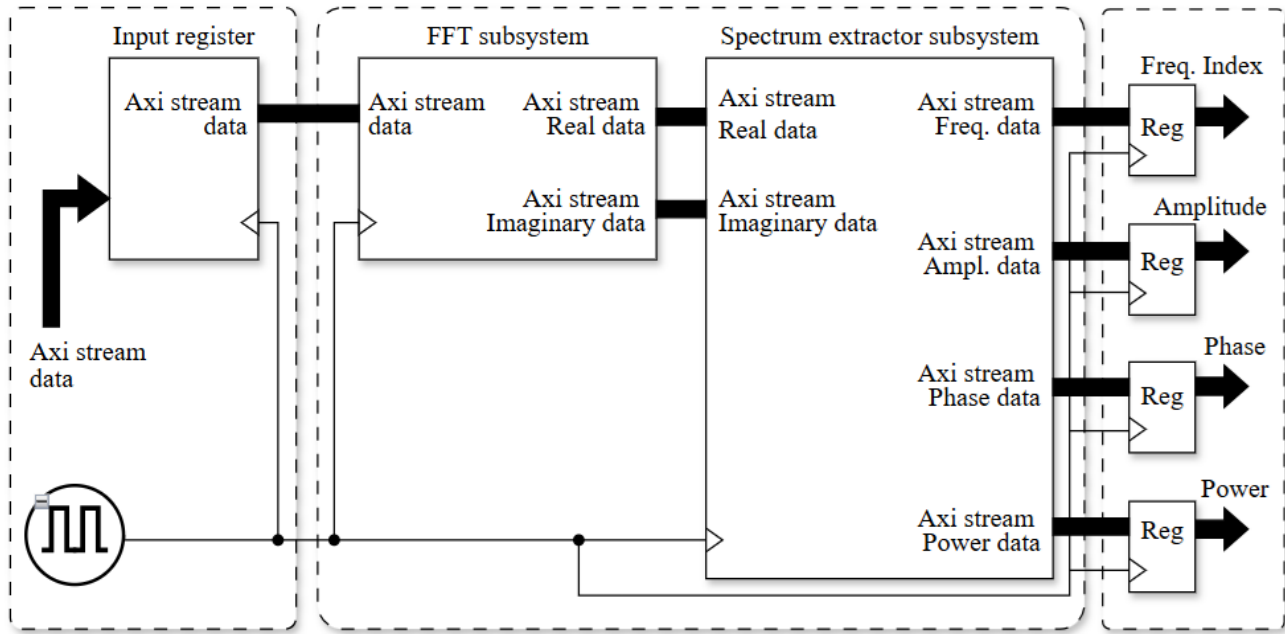 Input register
FFT subsystem
Spectrum extractor subsystem
Freq. Index
Axi stream
data
Axi stream
data
Axi stream
Real data
Axi stream
Real data
Axi stream
Freq. data
Reg
Axi stream
Imaginary data
Axi stream
Imaginary data
Amplitude
Axi stream
Ampl. data
Reg
Axi stream
data
Phase
Axi stream
Phase data
Reg
Power
Axi stream
Power data
Reg